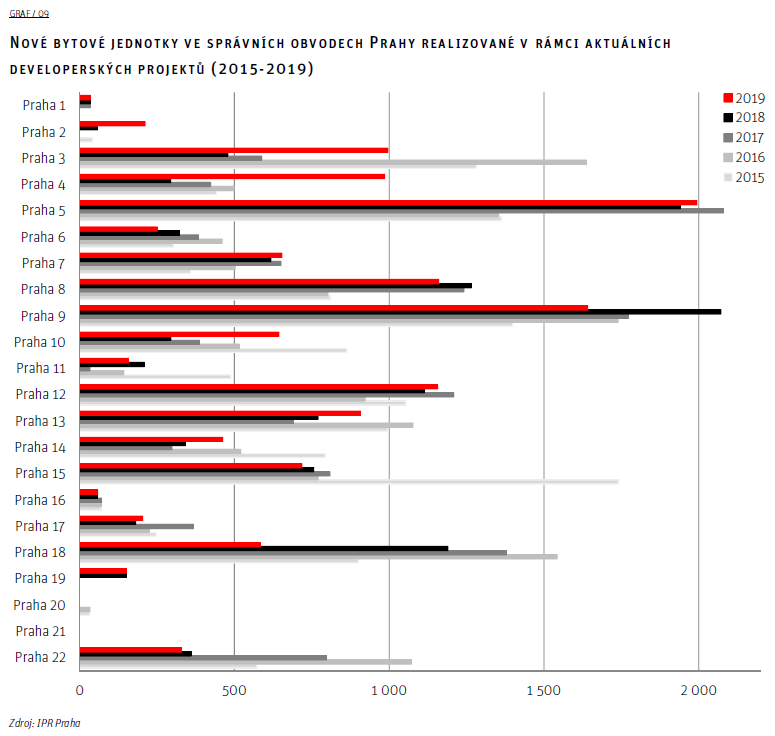 GRAF/ 09
Nové bytové jednotky ve správních obvodech Prahy realizované v rámci aktuálních
developerských projektů (2015-2019)
Praha 1
Praha 2
Praha 3
Praha 4
Praha 5
Praha 6
Praha 7
Praha 8
Praha 9
Praha 10
Praha 11
Praha 12
Praha 13
Praha 14
Praha 15
Praha 16
Praha 17
Praha 18
Praha 19
Praha 20
Praha 21
Praha 22
2019
2018
2017
2016
2015
0 500 1 000 1 500 2 000
Zdroj: IPR Praha